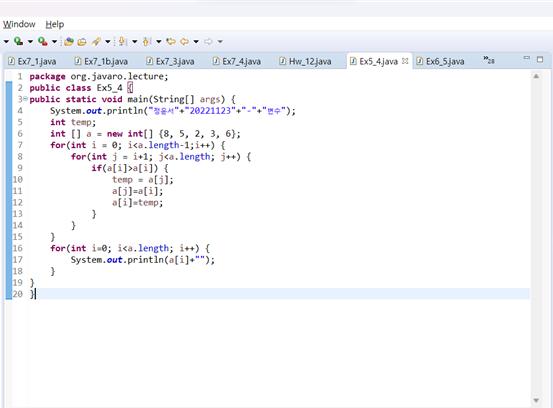 Window Help
Ex7_1.java Ex7_1b.java Ex7_3.java Ex7_4.java Hw_12.java Ex5_4.java Ex6_5.java »28
1 package org.javaro.lecture;
2 public class Ex5_4 {
3 public static void main(String[] args) {
4 System.out.println("정윤서"+"20221123"+"-"+"변수");
5 int temp;
6 int [] a = new int[] {8, 5, 2, 3, 6};
7 for(int i = 0; i<a.length-1;i++) {
8 for(int j = i+1; j<a.length; j++) {
9 if(a[i]>a[i]) {
10 temp = a[j];
11 a[j]=a[i];
12 a[i]=temp;
13 }
14 }
15 }
16 for(int i=0; i<a.length; i++) {
17 System.out.println(a[i]+"");
18 }
19 }
20 }